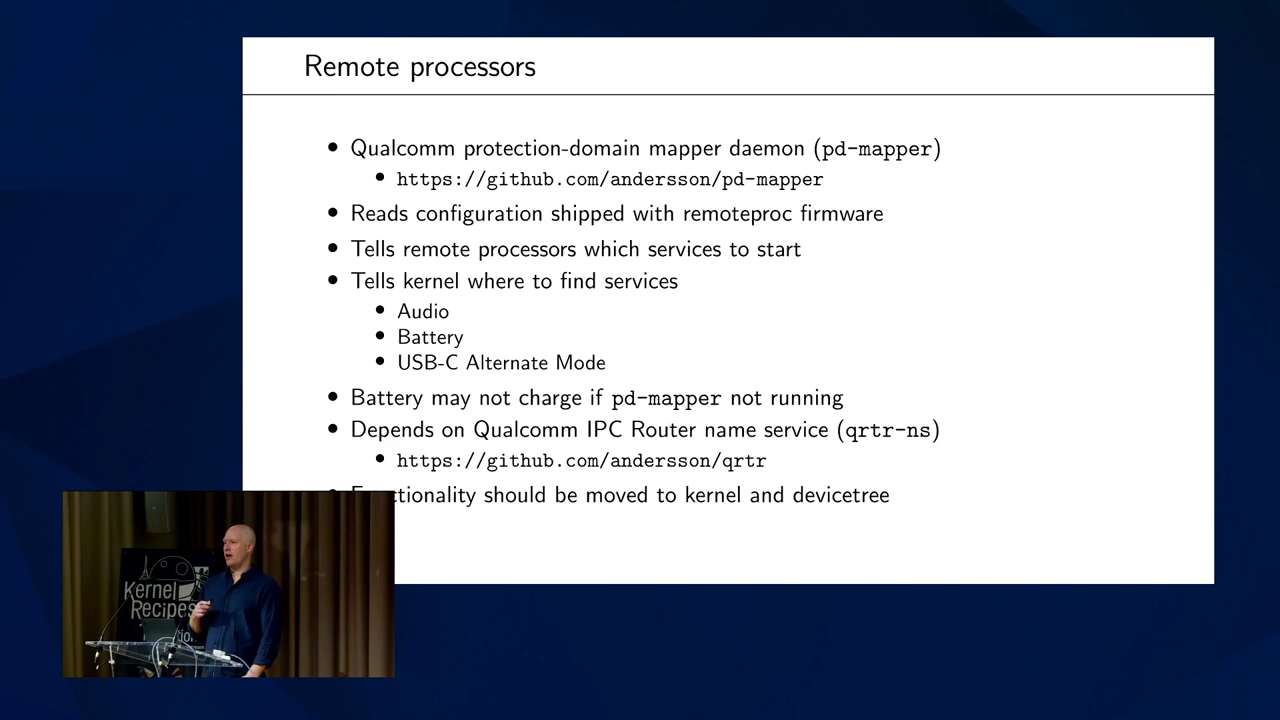 Remote processors
• Qualcomm protection-domain mapper daemon (pd-mapper)
• https://github.com/andersson/pd-mapper
• Reads configuration shipped with remoteproc firmware
• Tells remote processors which services to start
• Tells kernel where to find services
• Audio
• Battery
• USB-C Alternate Mode
• Battery may not charge if pd-mapper not running
• Depends on Qualcomm IPC Router name service (qrtr-ns)
• https://github.com/andersson/qrtr
should be moved to kernel and devicetree
Kernel
Recipes